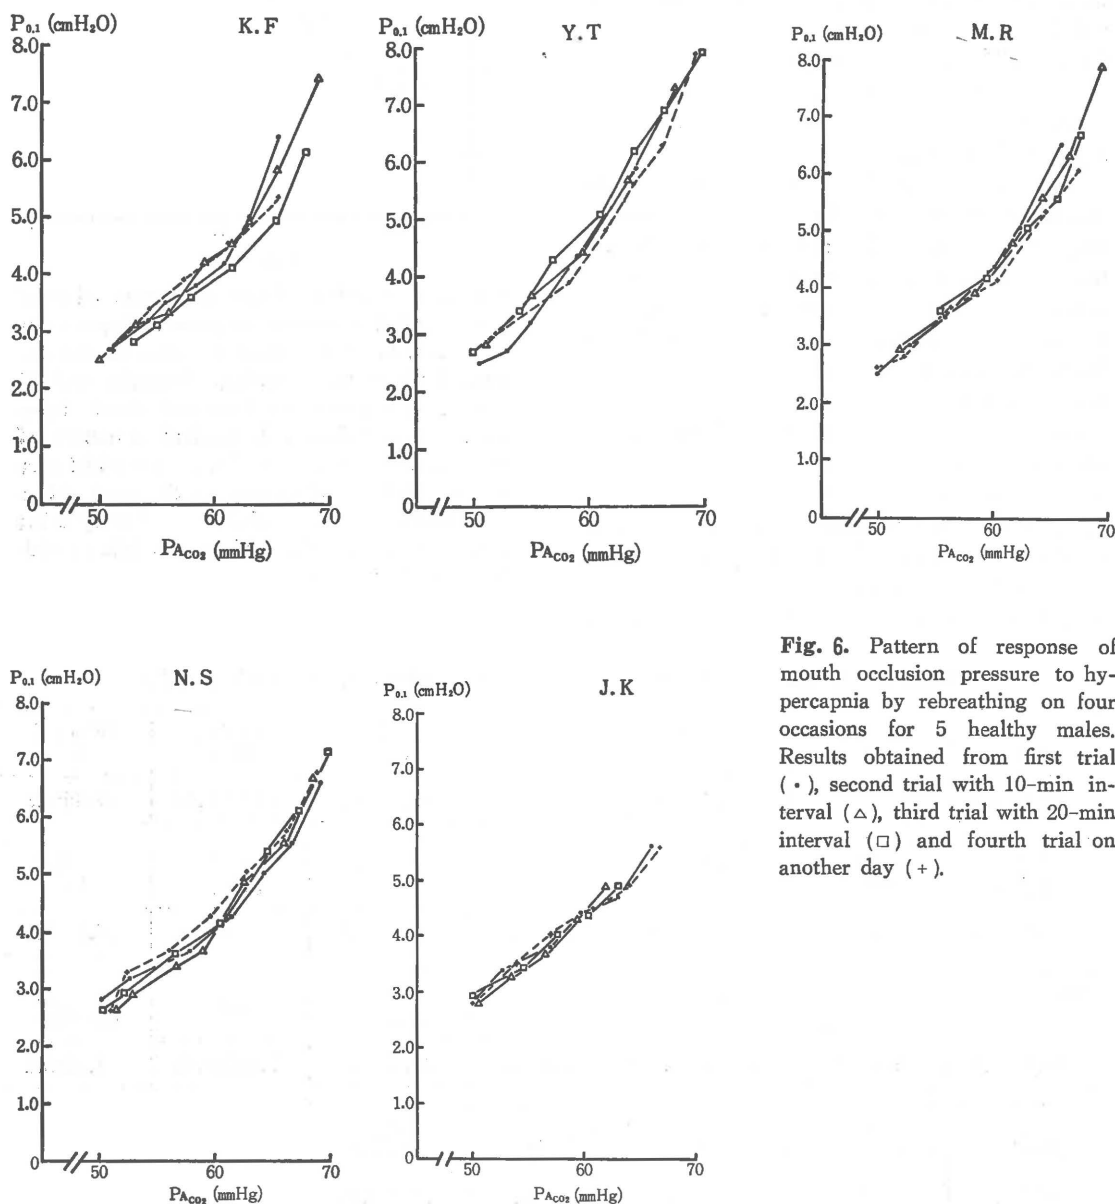 P₀.₁ (cmH₂O)
K.F
8.0
7.0
6.0
5.0
4.0
3.0
2.0
1.0
0
50
60
70
PACO₂ (mmHg)
P₀.₁ (cmH₂O)
Y.T
8.0
7.0
6.0
5.0
4.0
3.0
2.0
1.0
0
50
60
70
PACO₂ (mmHg)
P₀.₁ (cmH₂O)
M.R
8.0
7.0
6.0
5.0
4.0
3.0
2.0
1.0
0
50
60
70
PACO₂ (mmHg)
P₀.₁ (cmH₂O)
N.S
8.0
7.0
6.0
5.0
4.0
3.0
2.0
1.0
0
50
60
70
PACO₂ (mmHg)
P₀.₁ (cmH₂O)
J.K
8.0
7.0
6.0
5.0
4.0
3.0
2.0
1.0
0
50
60
70
PACO₂ (mmHg)
Fig. 6. Pattern of response of
mouth occlusion pressure to hy-
percapnia by rebreathing on four
occasions for 5 healthy males.
Results obtained from first trial
(•), second trial with 10-min in-
terval (△), third trial with 20-min
interval (□) and fourth trial on
another day (+).